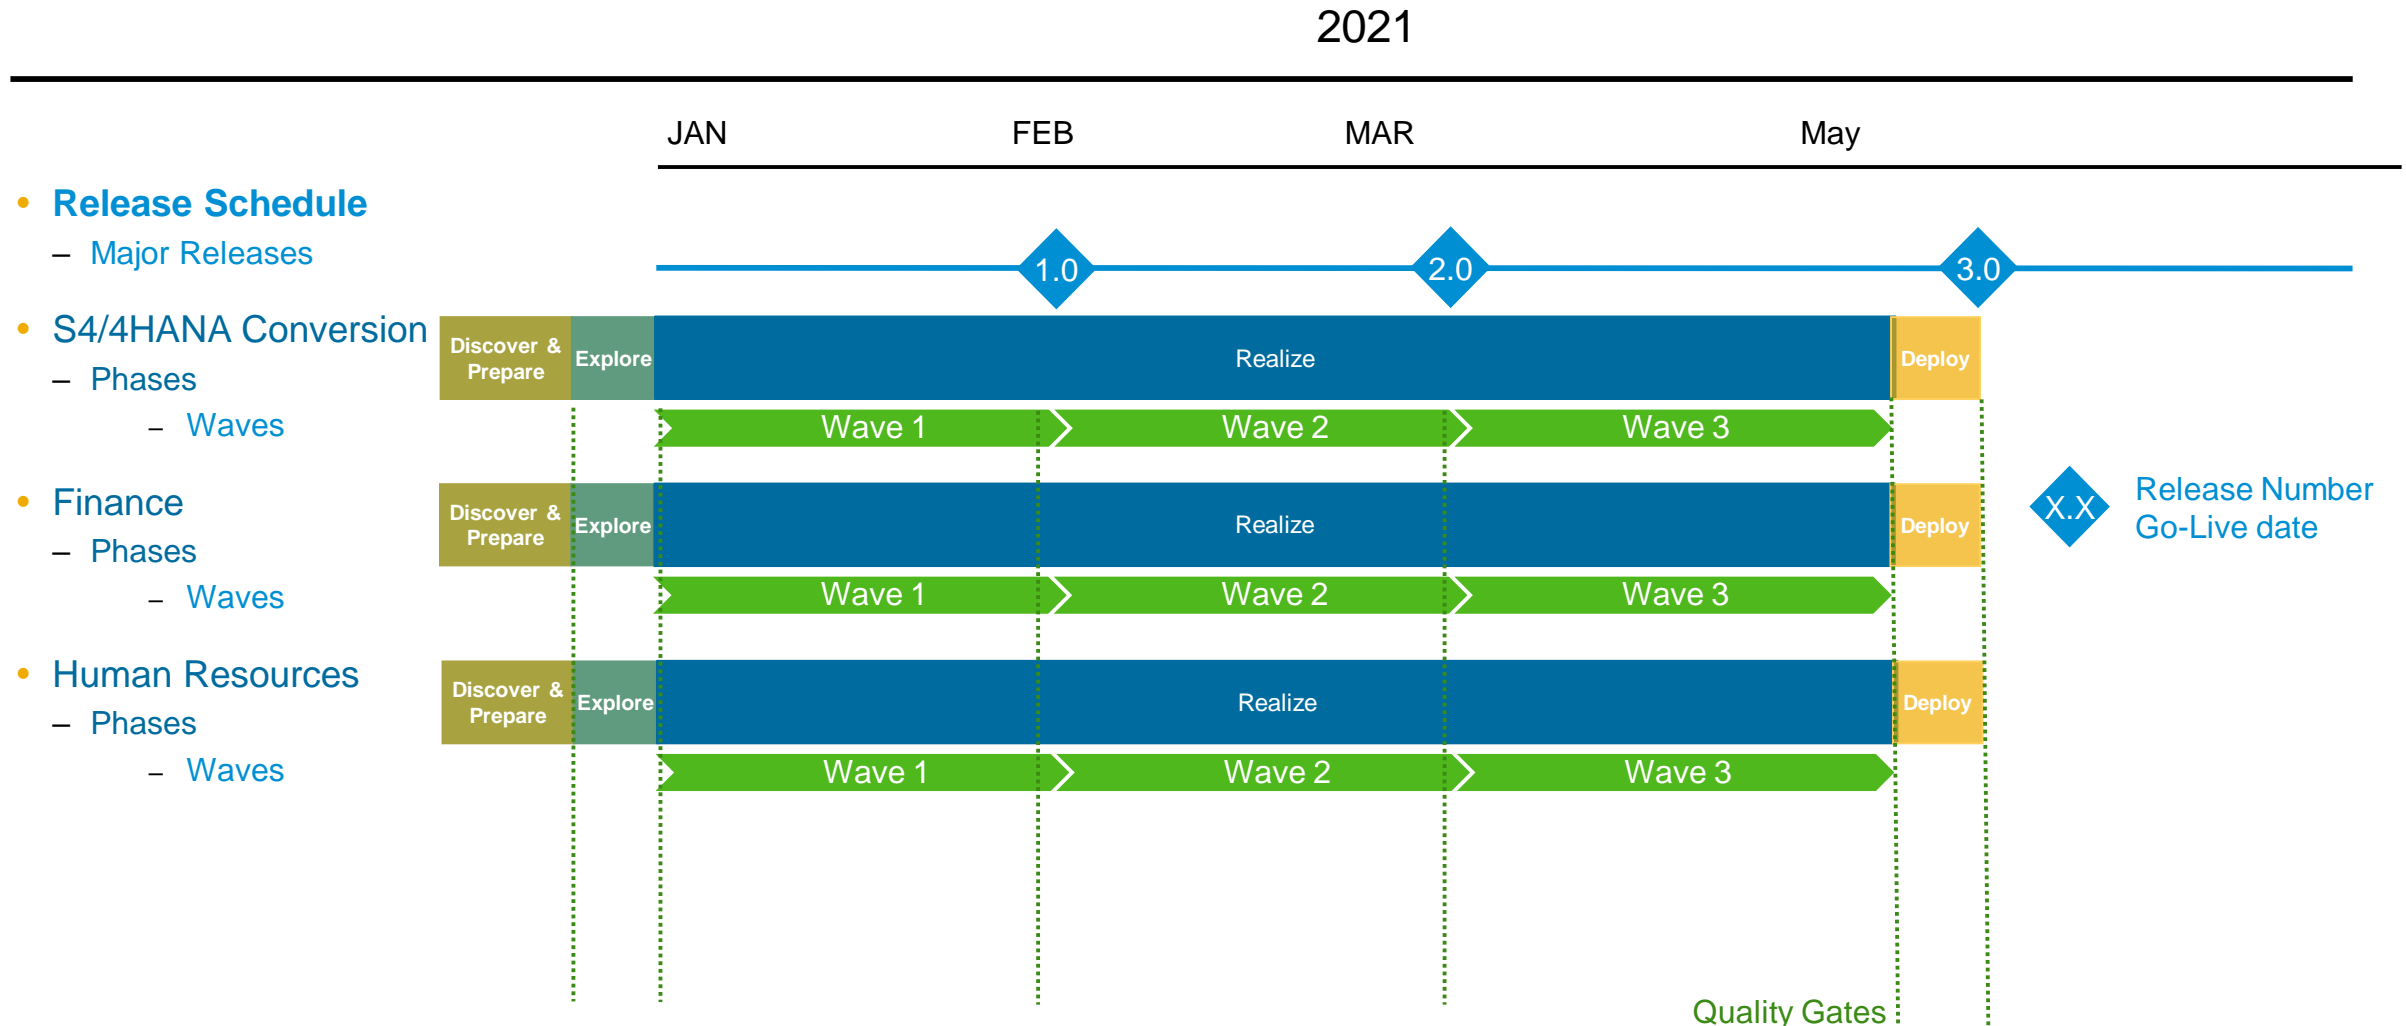 2021
JAN FEB MAR May
• Release Schedule
– Major Releases
1.0 2.0 3.0
• S4/4HANA Conversion
– Phases
– Waves
Discover &
Prepare
Explore
Realize
Deploy
Wave 1 Wave 2 Wave 3
• Finance
– Phases
– Waves
Discover &
Prepare
Explore
Realize
Deploy
Wave 1 Wave 2 Wave 3
X.X
Release Number
Go-Live date
• Human Resources
– Phases
– Waves
Discover &
Prepare
Explore
Realize
Deploy
Wave 1 Wave 2 Wave 3
Quality Gates